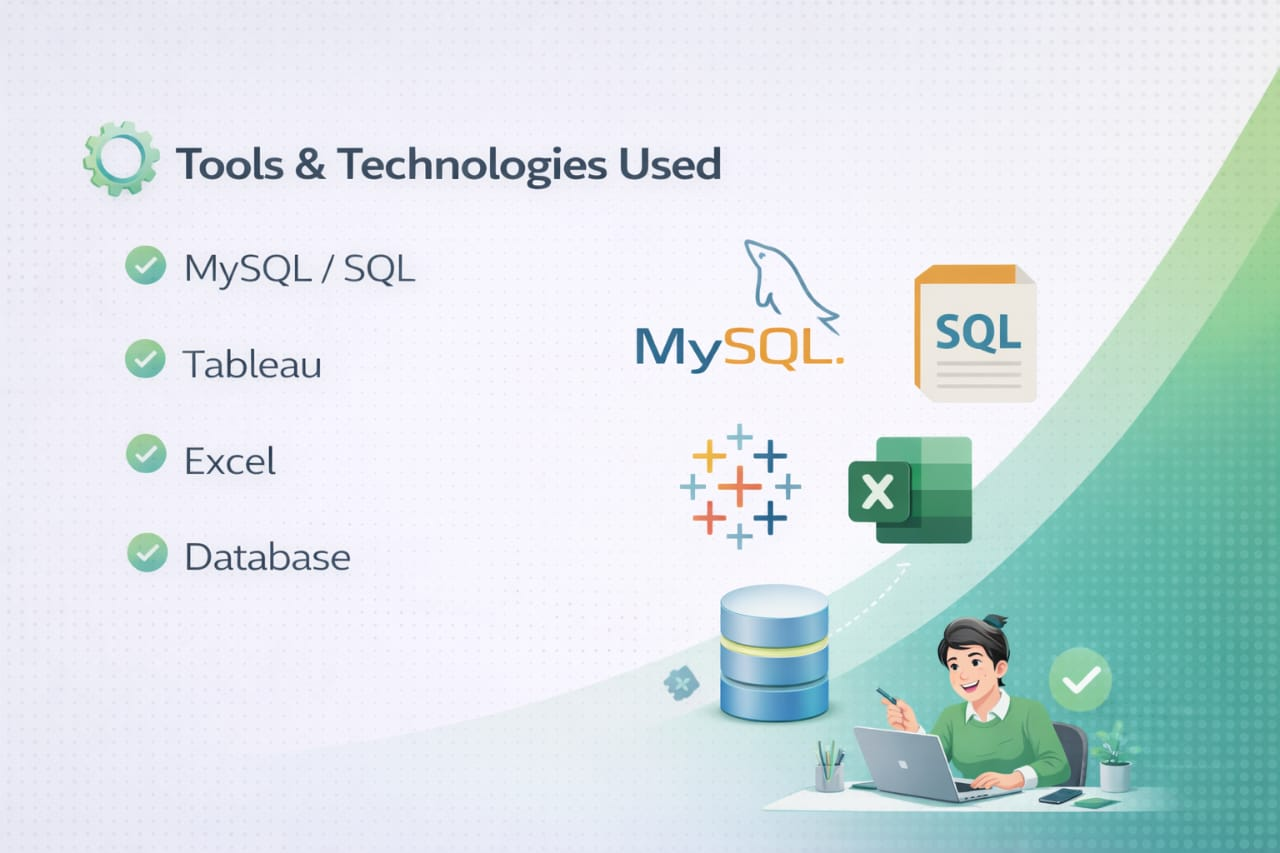 Tools & Technologies Used
MySQL / SQL
Tableau
Excel
Database
MySQL.
SQL
X